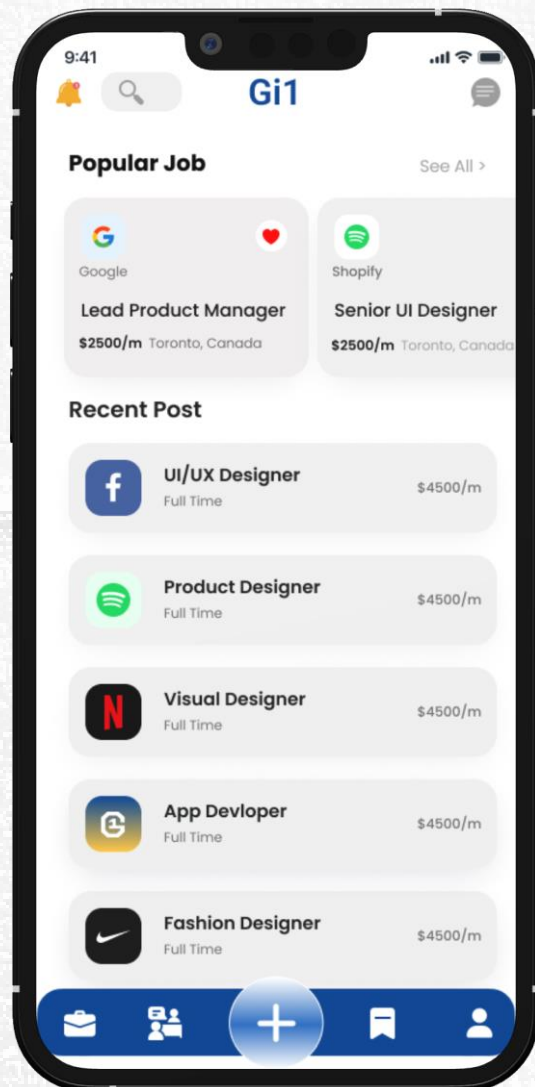 9:41
Gi1
Popular Job
See All >
Google
Lead Product Manager
$2500/m Toronto, Canada
Shopify
Senior UI Designer
$2500/m Toronto, Canada
Recent Post
f
UI/UX Designer
Full Time
$4500/m
Product Designer
Full Time
$4500/m
N
Visual Designer
Full Time
$4500/m
App Devloper
Full Time
$4500/m
Fashion Designer
Full Time
$4500/m